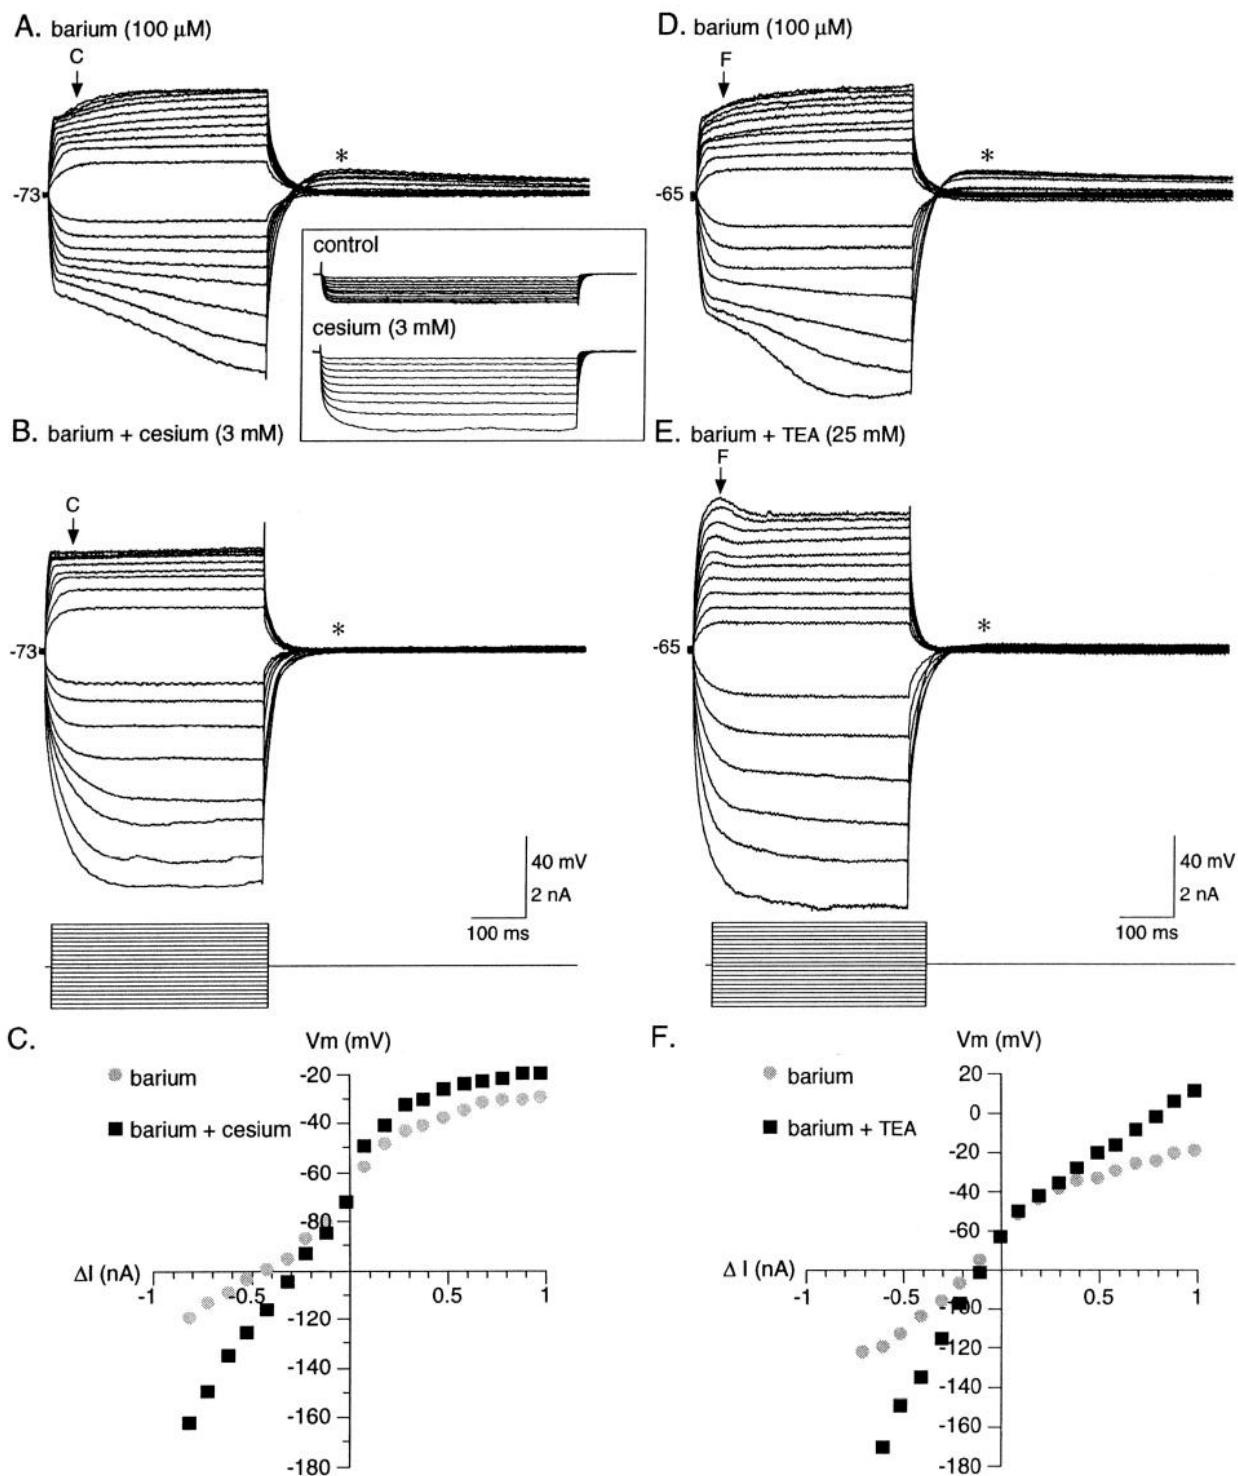 A. barium (100 µM)
C
*
-73
control
cesium (3 mM)
B. barium + cesium (3 mM)
C
*
-73
40 mV
2 nA
100 ms
D. barium (100 µM)
F
*
-65
E. barium + TEA (25 mM)
F
*
-65
40 mV
2 nA
100 ms
C.
Vm (mV)
barium
barium + cesium
-20
-40
-60
-80
ΔI (nA)
-1
-0.5
0.5
1
-120
-140
-160
-180
F.
Vm (mV)
barium
barium + TEA
20
0
-20
-40
-60
Δ I (nA)
-1
-0.5
0.5
1
-100
-120
-140
-160
-180